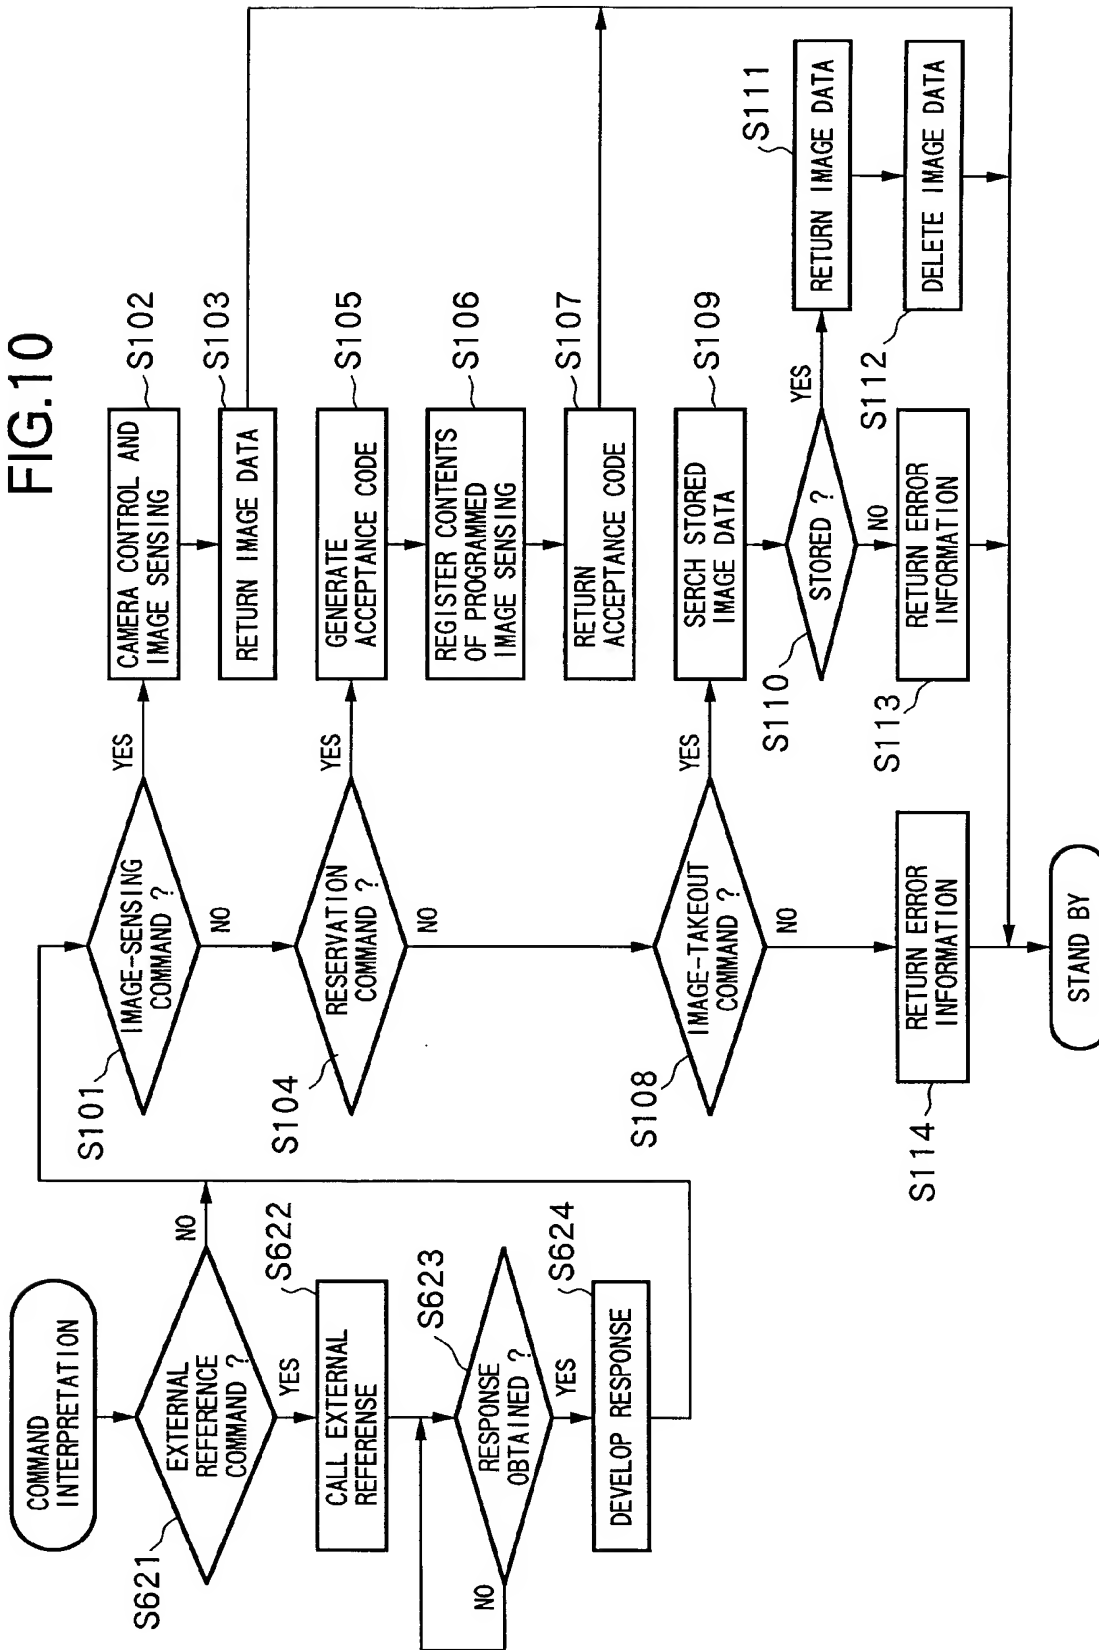 FIG.10
COMMAND
INTERPRETATION
S621
EXTERNAL
REFERENCE
COMMAND ?
NO
YES
S622
CALL EXTERNAL
REFERENSE
S623
RESPONSE
OBTAINED ?
NO
YES
S624
DEVELOP RESPONSE
S101
IMAGE-SENSING
COMMAND ?
YES
NO
S102
CAMERA CONTROL AND
IMAGE SENSING
S103
RETURN IMAGE DATA
S104
RESERVATION
COMMAND ?
YES
NO
S105
GENERATE
ACCEPTANCE CODE
S106
REGISTER CONTENTS
OF PROGRAMMED
IMAGE SENSING
S107
RETURN
ACCEPTANCE CODE
S108
IMAGE-TAKEOUT
COMMAND ?
YES
NO
S109
SERCH STORED
IMAGE DATA
S110
STORED ?
YES
NO
S111
RETURN IMAGE DATA
S112
DELETE IMAGE DATA
S113
RETURN ERROR
INFORMATION
S114
RETURN ERROR
INFORMATION
STAND BY